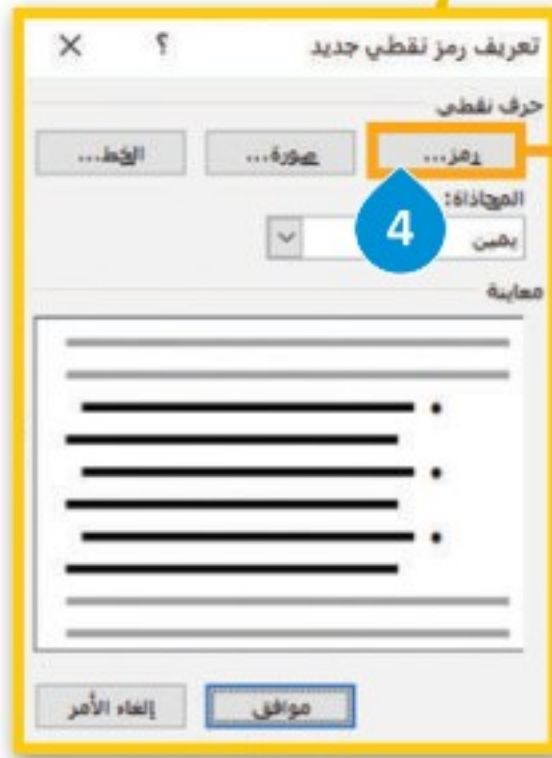 تعريف رمز نقطي جديد ؟ ×
حرف نقطي
رمز... صورة... الخط...
المحاذاة:
يمين
4
معاينة
موافق إلغاء الأمر